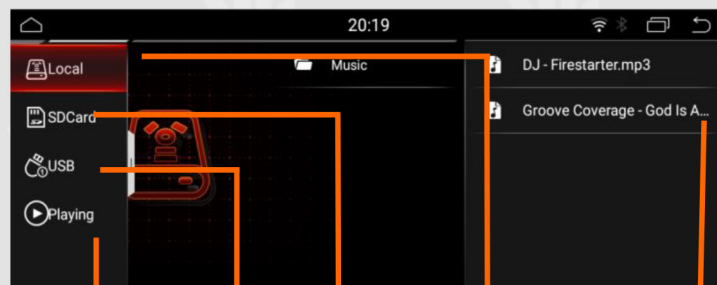 20:19
Local
Music
DJ - Firestarter.mp3
SDCard
Groove Coverage - God Is A...
USB
Playing